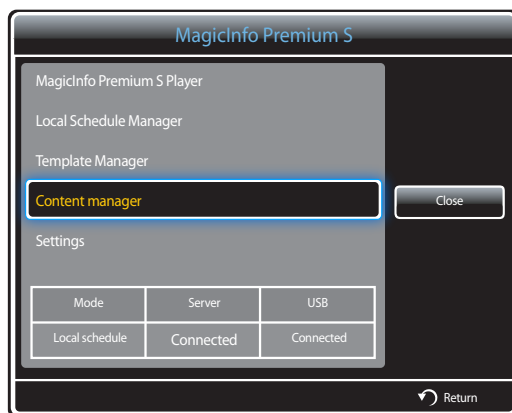 MagicInfo Premium S
MagicInfo Premium S Player
Local Schedule Manager
Template Manager
Content manager
Close
Settings
Mode Server USB
Local schedule Connected Connected
Return